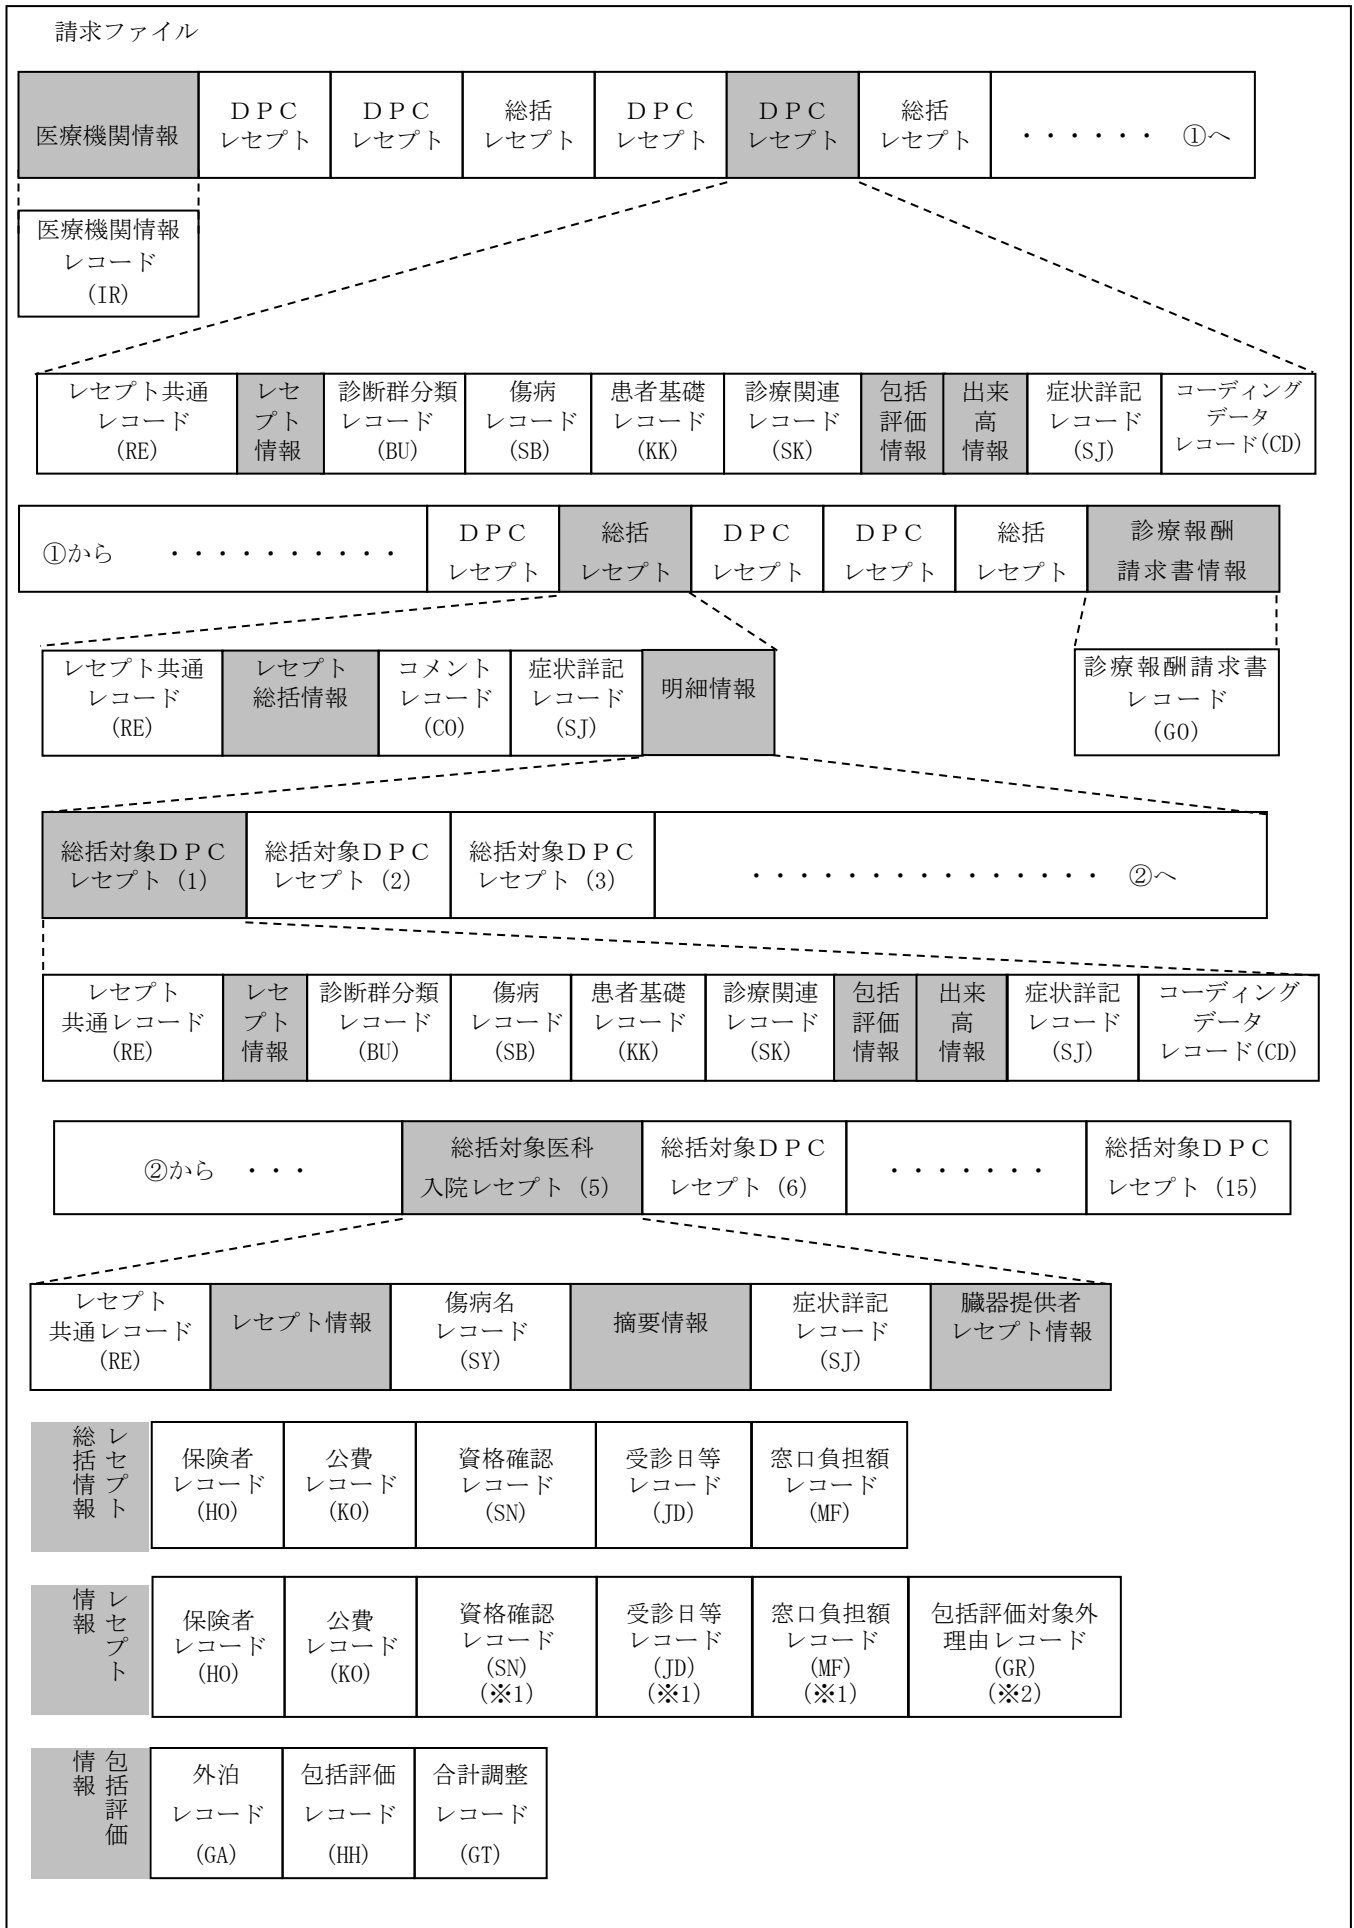 請求ファイル
医療機関情報
ＤＰＣ
レセプト
ＤＰＣ
レセプト
総括
レセプト
ＤＰＣ
レセプト
ＤＰＣ
レセプト
総括
レセプト
・・・・・・ ①へ
医療機関情報
レコード
(IR)
レセプト共通
レコード
(RE)
レセ
プト
情報
診断群分類
レコード
(BU)
傷病
レコード
(SB)
患者基礎
レコード
(KK)
診療関連
レコード
(SK)
包括
評価
情報
出来
高
情報
症状詳記
レコード
(SJ)
コーディング
データ
レコード(CD)
①から ・・・・・・・・・・
ＤＰＣ
レセプト
総括
レセプト
ＤＰＣ
レセプト
ＤＰＣ
レセプト
総括
レセプト
診療報酬
請求書情報
レセプト共通
レコード
(RE)
レセプト
総括情報
コメント
レコード
(CO)
症状詳記
レコード
(SJ)
明細情報
診療報酬請求書
レコード
(GO)
総括対象ＤＰＣ
レセプト (1)
総括対象ＤＰＣ
レセプト (2)
総括対象ＤＰＣ
レセプト (3)
・・・・・・・・・・・・・・・ ②へ
レセプト
共通レコード
(RE)
レセ
プト
情報
診断群分類
レコード
(BU)
傷病
レコード
(SB)
患者基礎
レコード
(KK)
診療関連
レコード
(SK)
包括
評価
情報
出来
高
情報
症状詳記
レコード
(SJ)
コーディング
データ
レコード(CD)
②から ・・・
総括対象医科
入院レセプト (5)
総括対象ＤＰＣ
レセプト (6)
・・・・・・・
総括対象ＤＰＣ
レセプト (15)
レセプト
共通レコード
(RE)
レセプト情報
傷病名
レコード
(SY)
摘要情報
症状詳記
レコード
(SJ)
臓器提供者
レセプト情報
レセプト
総括情報
保険者
レコード
(HO)
公費
レコード
(KO)
資格確認
レコード
(SN)
受診日等
レコード
(JD)
窓口負担額
レコード
(MF)
レセプト
情報
保険者
レコード
(HO)
公費
レコード
(KO)
資格確認
レコード
(SN)
(※1)
受診日等
レコード
(JD)
(※1)
窓口負担額
レコード
(MF)
(※1)
包括評価対象外
理由レコード
(GR)
(※2)
包括評価
情報
外泊
レコード
(GA)
包括評価
レコード
(HH)
合計調整
レコード
(GT)